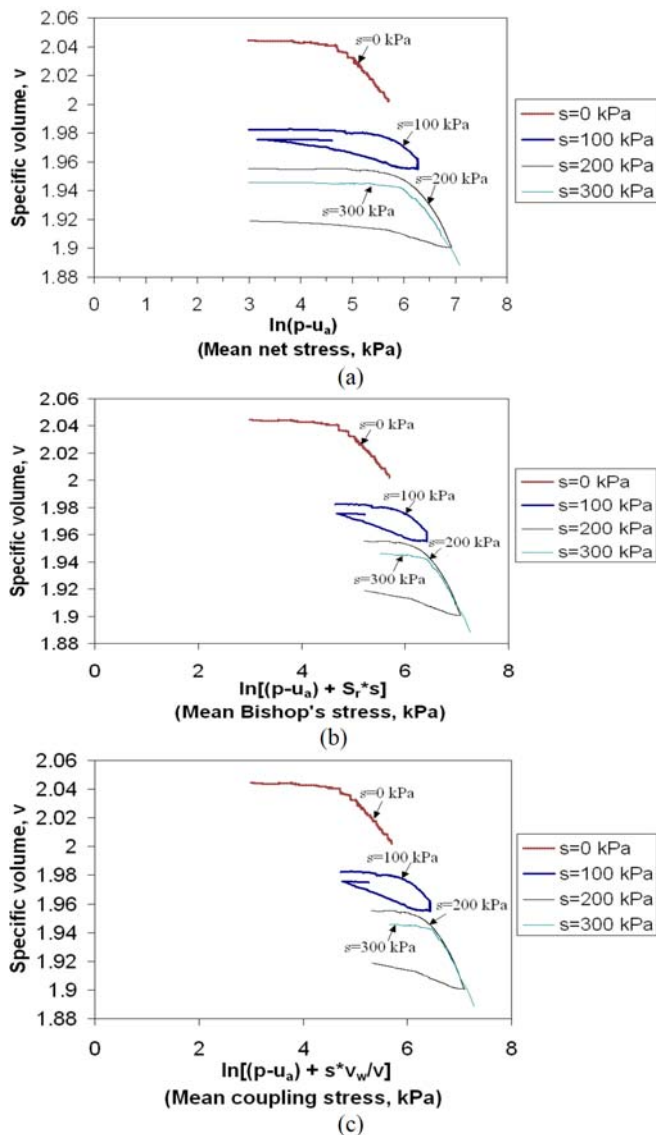 2.06
2.04
2.02
2
1.98
1.96
1.94
1.92
1.9
1.88
Specific volume, v
s=0 kPa
s=100 kPa
s=200 kPa
s=300 kPa
0 1 2 3 4 5 6 7 8
ln(p-uₐ)
(Mean net stress, kPa)
s=0 kPa
s=100 kPa
s=200 kPa
s=300 kPa
(a)
2.06
2.04
2.02
2
1.98
1.96
1.94
1.92
1.9
1.88
Specific volume, v
s=0 kPa
s=100 kPa
s=200 kPa
s=300 kPa
0 2 4 6 8
ln[(p-uₐ) + Sᵣ*s]
(Mean Bishop's stress, kPa)
s=0 kPa
s=100 kPa
s=200 kPa
s=300 kPa
(b)
2.06
2.04
2.02
2
1.98
1.96
1.94
1.92
1.9
1.88
Specific volume, v
s=0 kPa
s=100 kPa
s=200 kPa
s=300 kPa
0 2 4 6 8
ln[(p-uₐ) + s*v_w/v]
(Mean coupling stress, kPa)
s=0 kPa
s=100 kPa
s=200 kPa
s=300 kPa
(c)